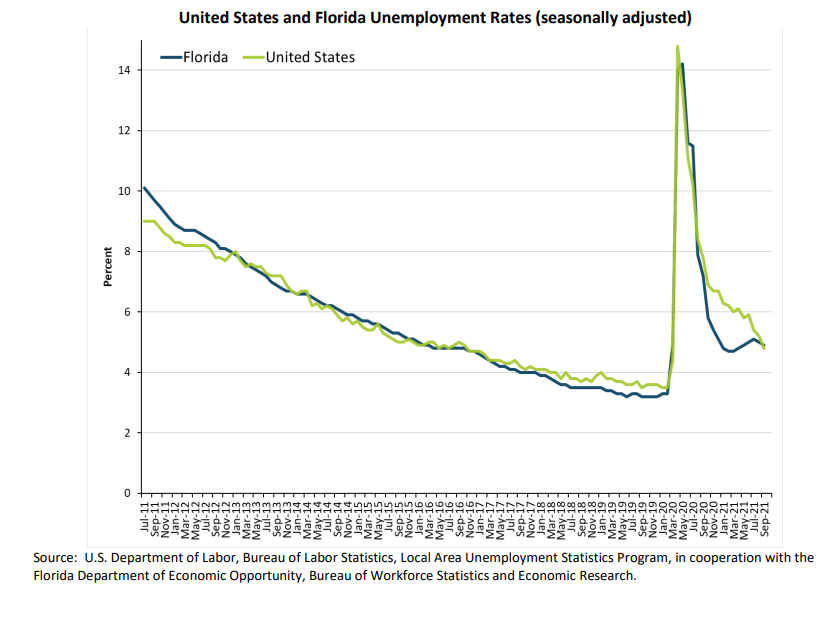 United States and Florida Unemployment Rates (seasonally adjusted)
Florida United States
14
12
10
8
6
4
2
0
Percent
Jul-11
Sep-11
Nov-11
Jan-12
Mar-12
May-12
Jul-12
Sep-12
Nov-12
Jan-13
Mar-13
May-13
Jul-13
Sep-13
Nov-13
Jan-14
Mar-14
May-14
Jul-14
Sep-14
Nov-14
Jan-15
Mar-15
May-15
Jul-15
Sep-15
Nov-15
Jan-16
Mar-16
May-16
Jul-16
Sep-16
Nov-16
Jan-17
Mar-17
May-17
Jul-17
Sep-17
Nov-17
Jan-18
Mar-18
May-18
Jul-18
Sep-18
Nov-18
Jan-19
Mar-19
May-19
Jul-19
Sep-19
Nov-19
Jan-20
Mar-20
May-20
Jul-20
Sep-20
Nov-20
Jan-21
Mar-21
May-21
Jul-21
Sep-21
Source: U.S. Department of Labor, Bureau of Labor Statistics, Local Area Unemployment Statistics Program, in cooperation with the
Florida Department of Economic Opportunity, Bureau of Workforce Statistics and Economic Research.